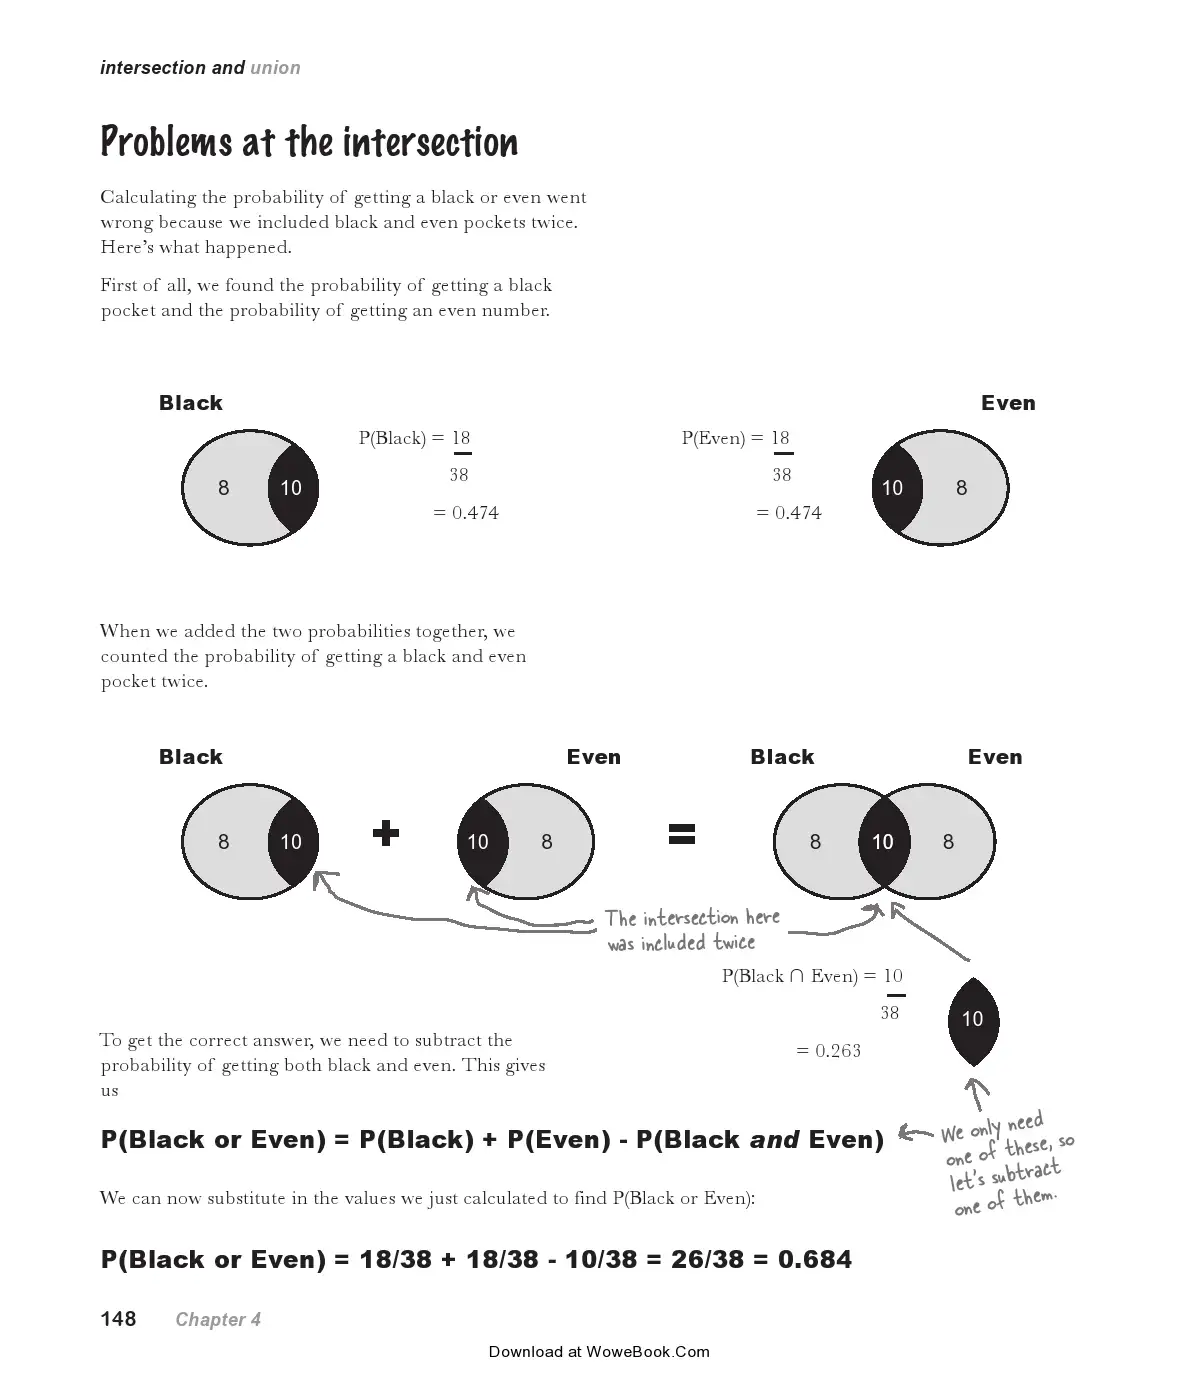 intersection and union
Problems at the intersection
Calculating the probability of getting a black or even went
wrong because we included black and even pockets twice.
Here's what happened.
First of all, we found the probability of getting a black
pocket and the probability of getting an even number.
Black
Even
P(Black) = 18
38
= 0.474
P(Even) = 18
38
= 0.474
8 10
10 8
When we added the two probabilities together, we
counted the probability of getting a black and even
pocket twice.
Black Even Black Even
8 10 + 10 8 = 8 10 8
The intersection here
was included twice
P(Black ∩ Even) = 10
38
= 0.263
10
To get the correct answer, we need to subtract the
probability of getting both black and even. This gives
us
P(Black or Even) = P(Black) + P(Even) - P(Black and Even)
We only need
one of these, so
let's subtract
one of them.
We can now substitute in the values we just calculated to find P(Black or Even):
P(Black or Even) = 18/38 + 18/38 - 10/38 = 26/38 = 0.684
148 Chapter 4
Download at WoweBook.Com